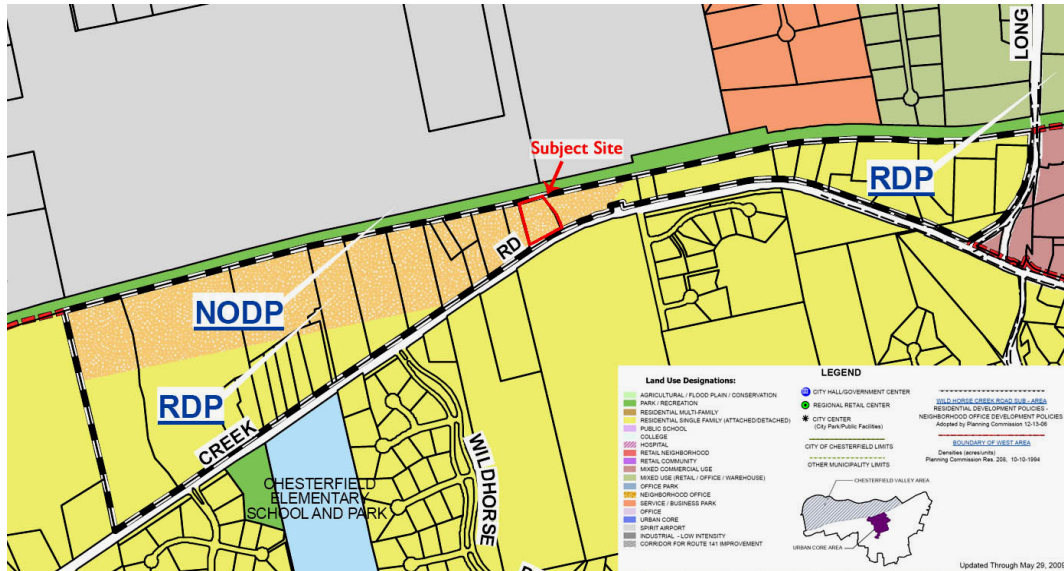 LONG
Subject Site
RDP
RD
NODP
RDP
CREEK
WILDHORSE
CHESTERFIELD
ELEMENTARY
SCHOOL AND PARK
LEGEND
Land Use Designations:
AGRICULTURAL / FLOOD PLAIN / CONSERVATION
PARK / RECREATION
RESIDENTIAL MULTI-FAMILY
RESIDENTIAL SINGLE FAMILY (ATTACHED/DETACHED)
PUBLIC SCHOOL
COLLEGE
HOSPITAL
RETAIL NEIGHBORHOOD
RETAIL COMMUNITY
MIXED COMMERCIAL USE
MIXED USE (RETAIL / OFFICE / WAREHOUSE)
OFFICE PARK
NEIGHBORHOOD OFFICE
SERVICE / BUSINESS PARK
OFFICE
URBAN CORE
SPIRIT AIRPORT
INDUSTRIAL - LOW INTENSITY
CORRIDOR FOR ROUTE 141 IMPROVEMENT
CITY HALL/GOVERNMENT CENTER
REGIONAL RETAIL CENTER
CITY CENTER
(City Park/Public Facilities)
CITY OF CHESTERFIELD LIMITS
OTHER MUNICIPALITY LIMITS
WILD HORSE CREEK ROAD SUB - AREA
RESIDENTIAL DEVELOPMENT POLICIES -
NEIGHBORHOOD OFFICE DEVELOPMENT POLICIES
Adopted by Planning Commission 12-13-06
BOUNDARY OF WEST AREA
Densities (acres/units)
Planning Commission Res. 208, 10-10-1994
CHESTERFIELD VALLEY AREA
URBAN CORE AREA
Updated Through May 29,